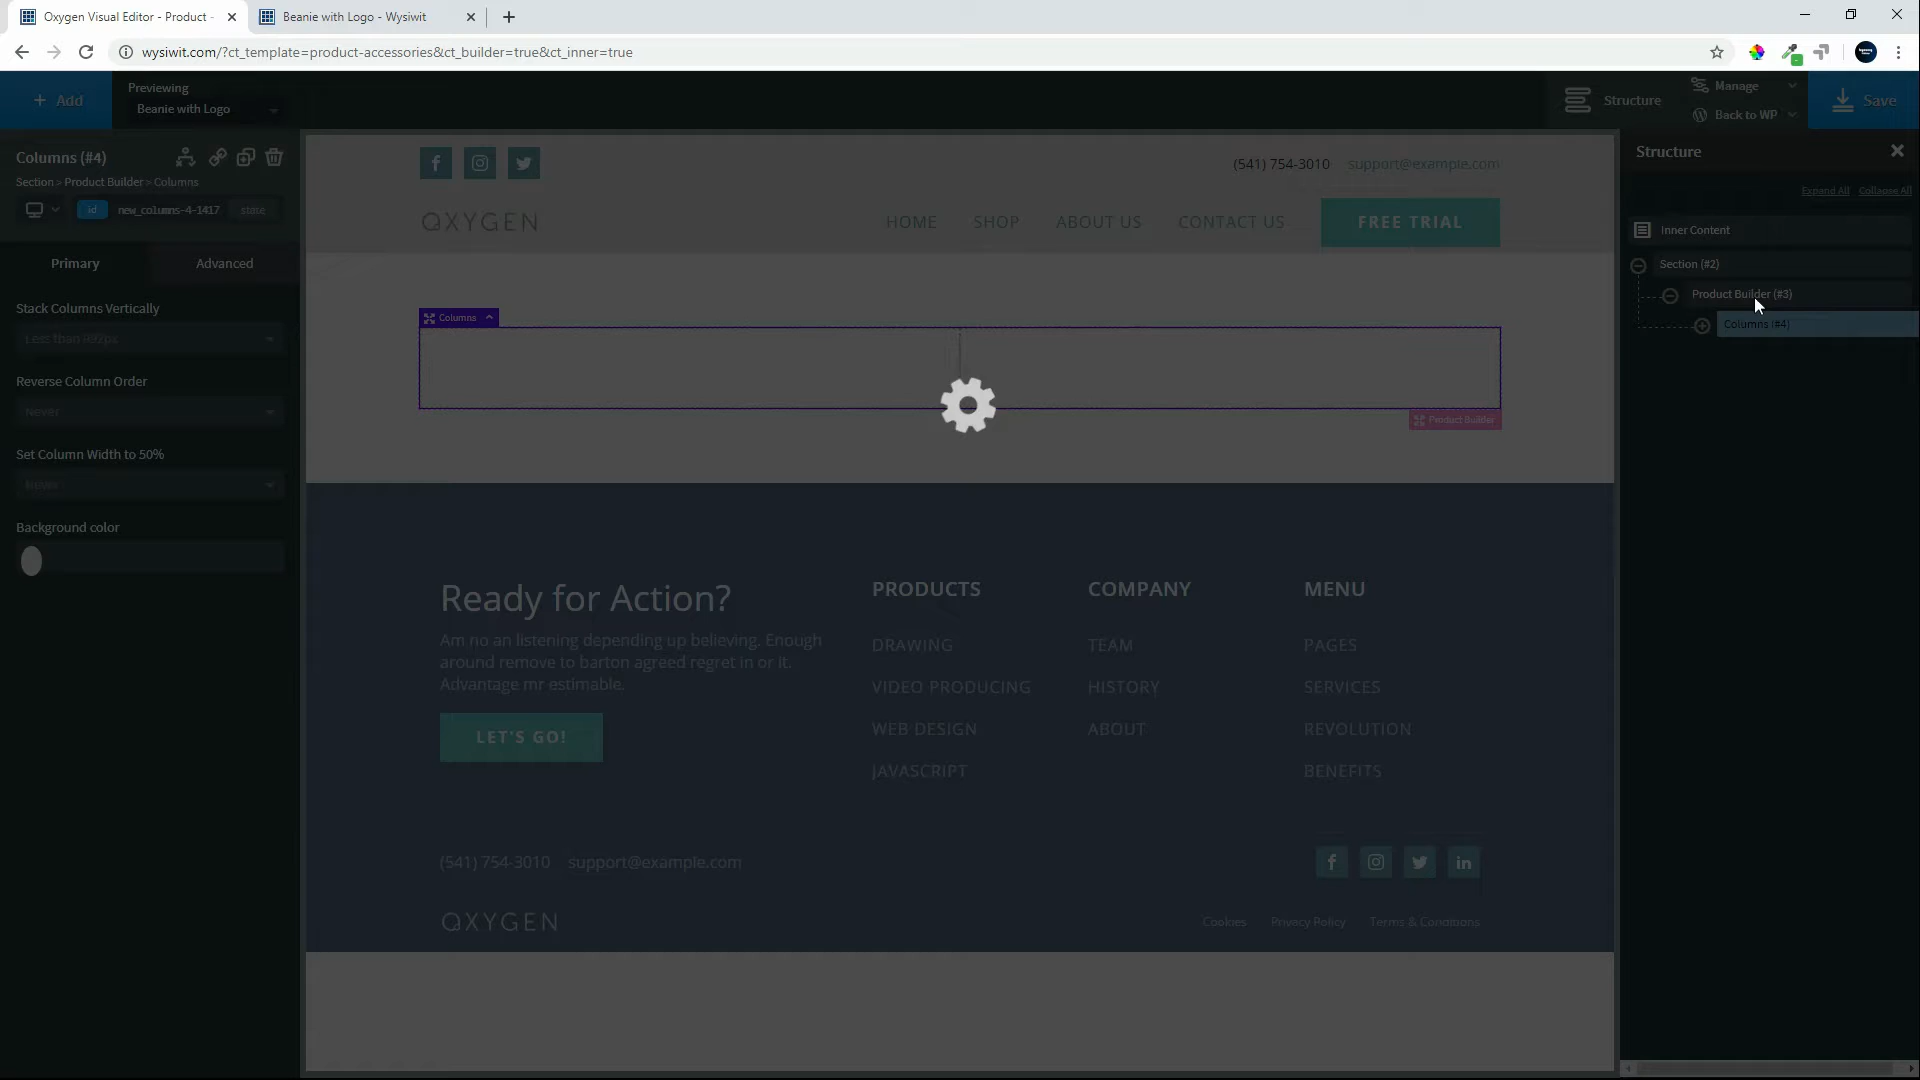 Oxygen Visual Editor - Product -
Beanie with Logo - Wysiwit
wysiwit.com/?ct_template=product-accessories&ct_builder=true&ct_inner=true
+ Add
Previewing
Beanie with Logo
Structure
Manage
Back to WP
Save
Columns (#4)
Section > Product Builder > Columns
id
new_columns-4-1417
state
Primary
Advanced
Stack Columns Vertically
Less than 992px
Reverse Column Order
Never
Set Column Width to 50%
Never
Background color
(541) 754-3010
support@example.com
OXYGEN
HOME
SHOP
ABOUT US
CONTACT US
FREE TRIAL
Columns
Product Builder
Ready for Action?
Am no an listening depending up believing. Enough
around remove to barton agreed regret in or it.
Advantage mr estimable.
LET'S GO!
PRODUCTS
DRAWING
VIDEO PRODUCING
WEB DESIGN
JAVASCRIPT
COMPANY
TEAM
HISTORY
ABOUT
MENU
PAGES
SERVICES
REVOLUTION
BENEFITS
(541) 754-3010
support@example.com
OXYGEN
Cookies
Privacy Policy
Terms & Conditions
Structure
Expand All
Collapse All
Inner Content
Section (#2)
Product Builder (#3)
Columns (#4)